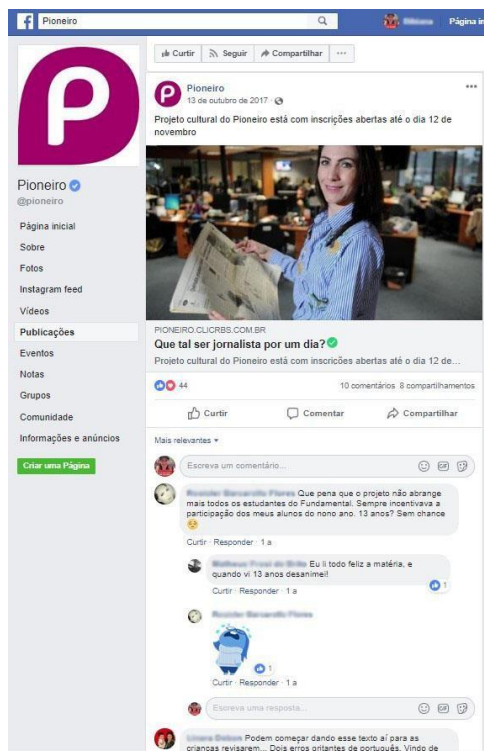 Pioneiro
Página in
Curtir Seguir Compartilhar ...
Pioneiro
13 de outubro de 2017 ·
Projeto cultural do Pioneiro está com inscrições abertas até o dia 12 de
novembro
Pioneiro
@pioneiro
Página inicial
Sobre
Fotos
Instagram feed
Vídeos
Publicações
Eventos
Notas
Grupos
Comunidade
Informações e anúncios
Criar uma Página
PIONEIRO.CLICRBS.COM.BR
Que tal ser jornalista por um dia?
Projeto cultural do Pioneiro está com inscrições abertas até o dia 12 de...
44 10 comentários 8 compartilhamentos
Curtir Comentar Compartilhar
Mais relevantes
Escreva um comentário...
Que pena que o projeto não abrange
mais todos os estudantes do Fundamental. Sempre incentivava a
participação dos meus alunos do nono ano. 13 anos? Sem chance
Curtir · Responder · 1 a
Eu li todo feliz a matéria, e
quando vi 13 anos desanimei!
1
Curtir · Responder · 1 a
1
Curtir · Responder · 1 a
Escreva uma resposta...
Podem começar dando esse texto aí para as
crianças revisarem... Dois erros gritantes de português. Vindo de